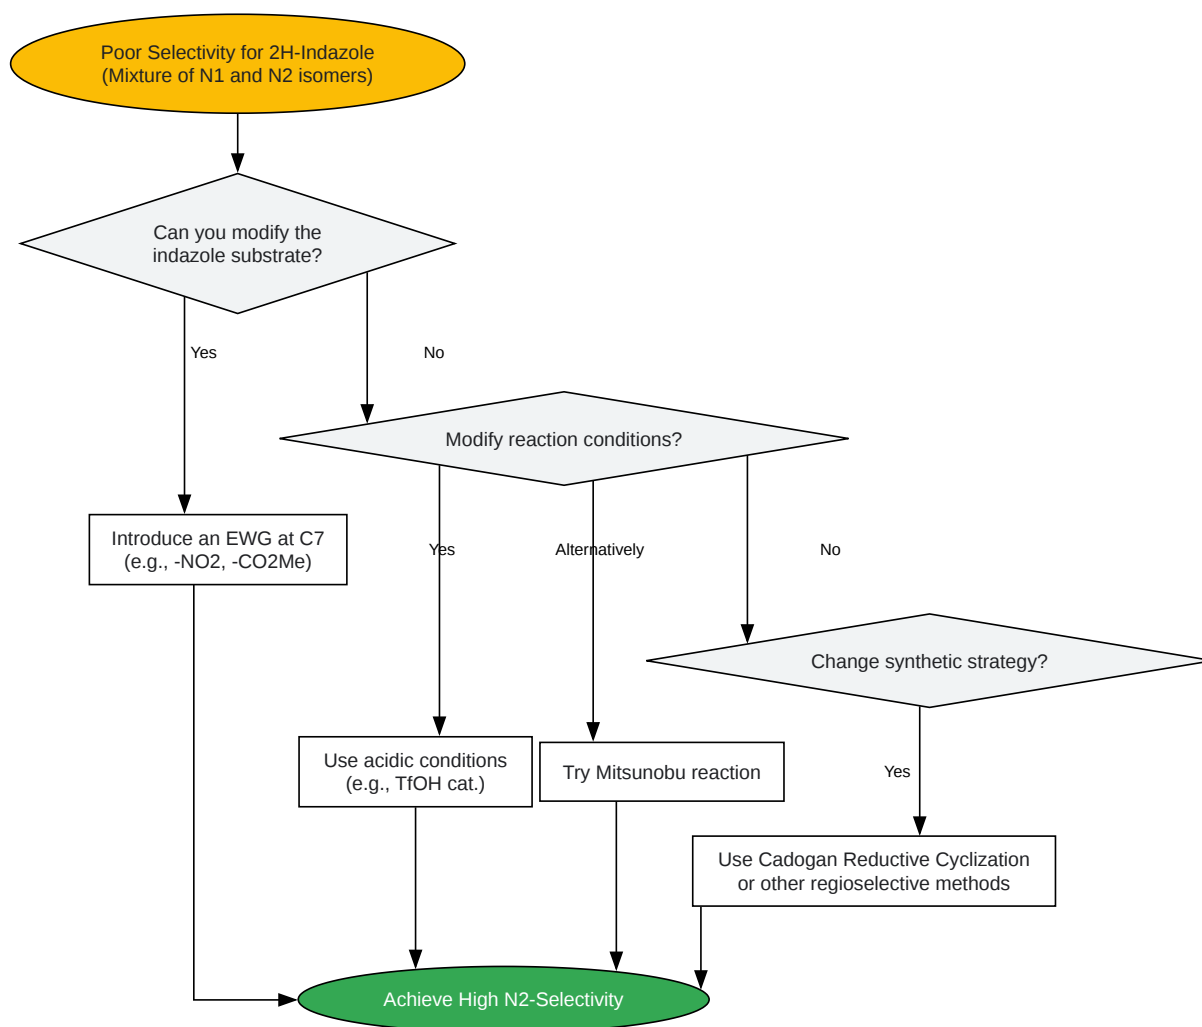 Poor Selectivity for 2H-Indazole
(Mixture of N1 and N2 isomers)
Can you modify the
indazole substrate?
Yes
No
Modify reaction conditions?
Introduce an EWG at C7
(e.g., -NO2, -CO2Me)
Yes
Alternatively
No
Change synthetic strategy?
Use acidic conditions
(e.g., TfOH cat.)
Try Mitsunobu reaction
Yes
Use Cadogan Reductive Cyclization
or other regioselective methods
Achieve High N2-Selectivity